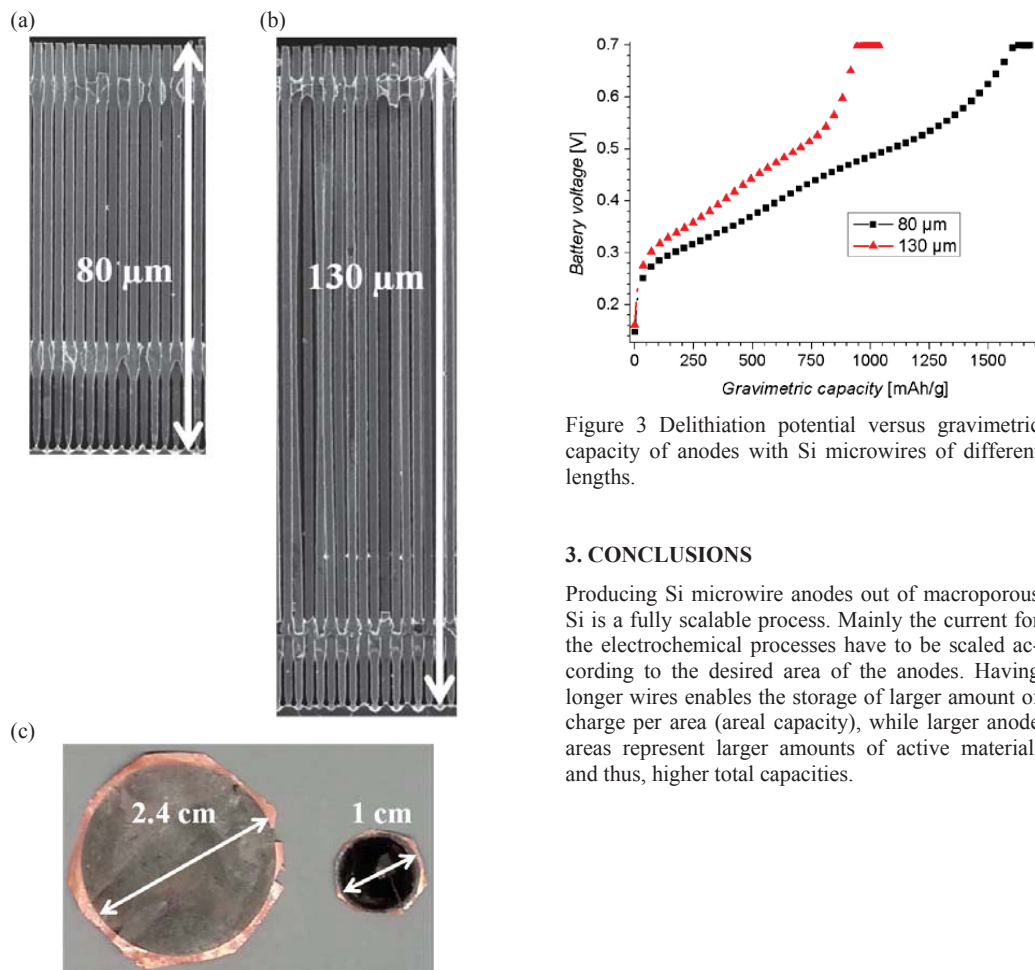 (a)
(b)
80 µm
130 µm
(c)
2.4 cm
1 cm
0.7
0.6
0.5
0.4
0.3
0.2
Battery voltage [V]
80 µm
130 µm
0 250 500 750 1000 1250 1500
Gravimetric capacity [mAh/g]
Figure 3 Delithiation potential versus gravimetric
capacity of anodes with Si microwires of different
lengths.
3. CONCLUSIONS
Producing Si microwire anodes out of macroporous
Si is a fully scalable process. Mainly the current for
the electrochemical processes have to be scaled ac-
cording to the desired area of the anodes. Having
longer wires enables the storage of larger amount of
charge per area (areal capacity), while larger anode
areas represent larger amounts of active material,
and thus, higher total capacities.